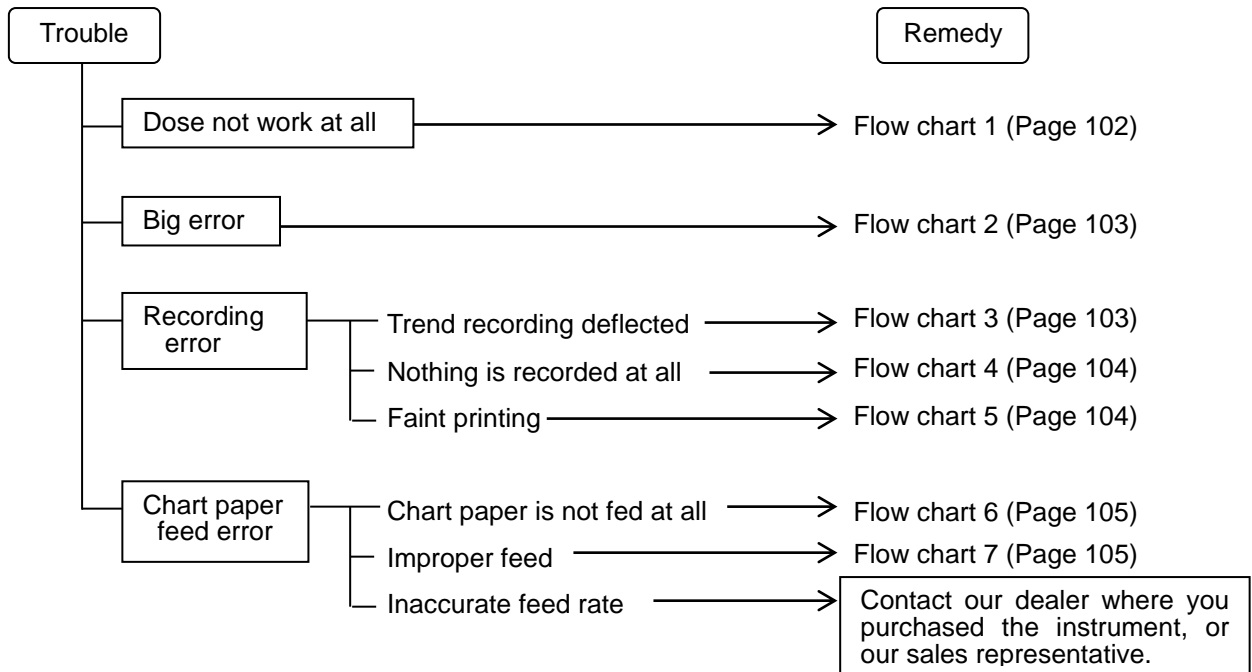 Trouble
Remedy
Dose not work at all
Flow chart 1 (Page 102)
Big error
Flow chart 2 (Page 103)
Recording
error
Trend recording deflected
Flow chart 3 (Page 103)
Nothing is recorded at all
Flow chart 4 (Page 104)
Faint printing
Flow chart 5 (Page 104)
Chart paper
feed error
Chart paper is not fed at all
Flow chart 6 (Page 105)
Improper feed
Flow chart 7 (Page 105)
Inaccurate feed rate
Contact our dealer where you
purchased the instrument, or
our sales representative.